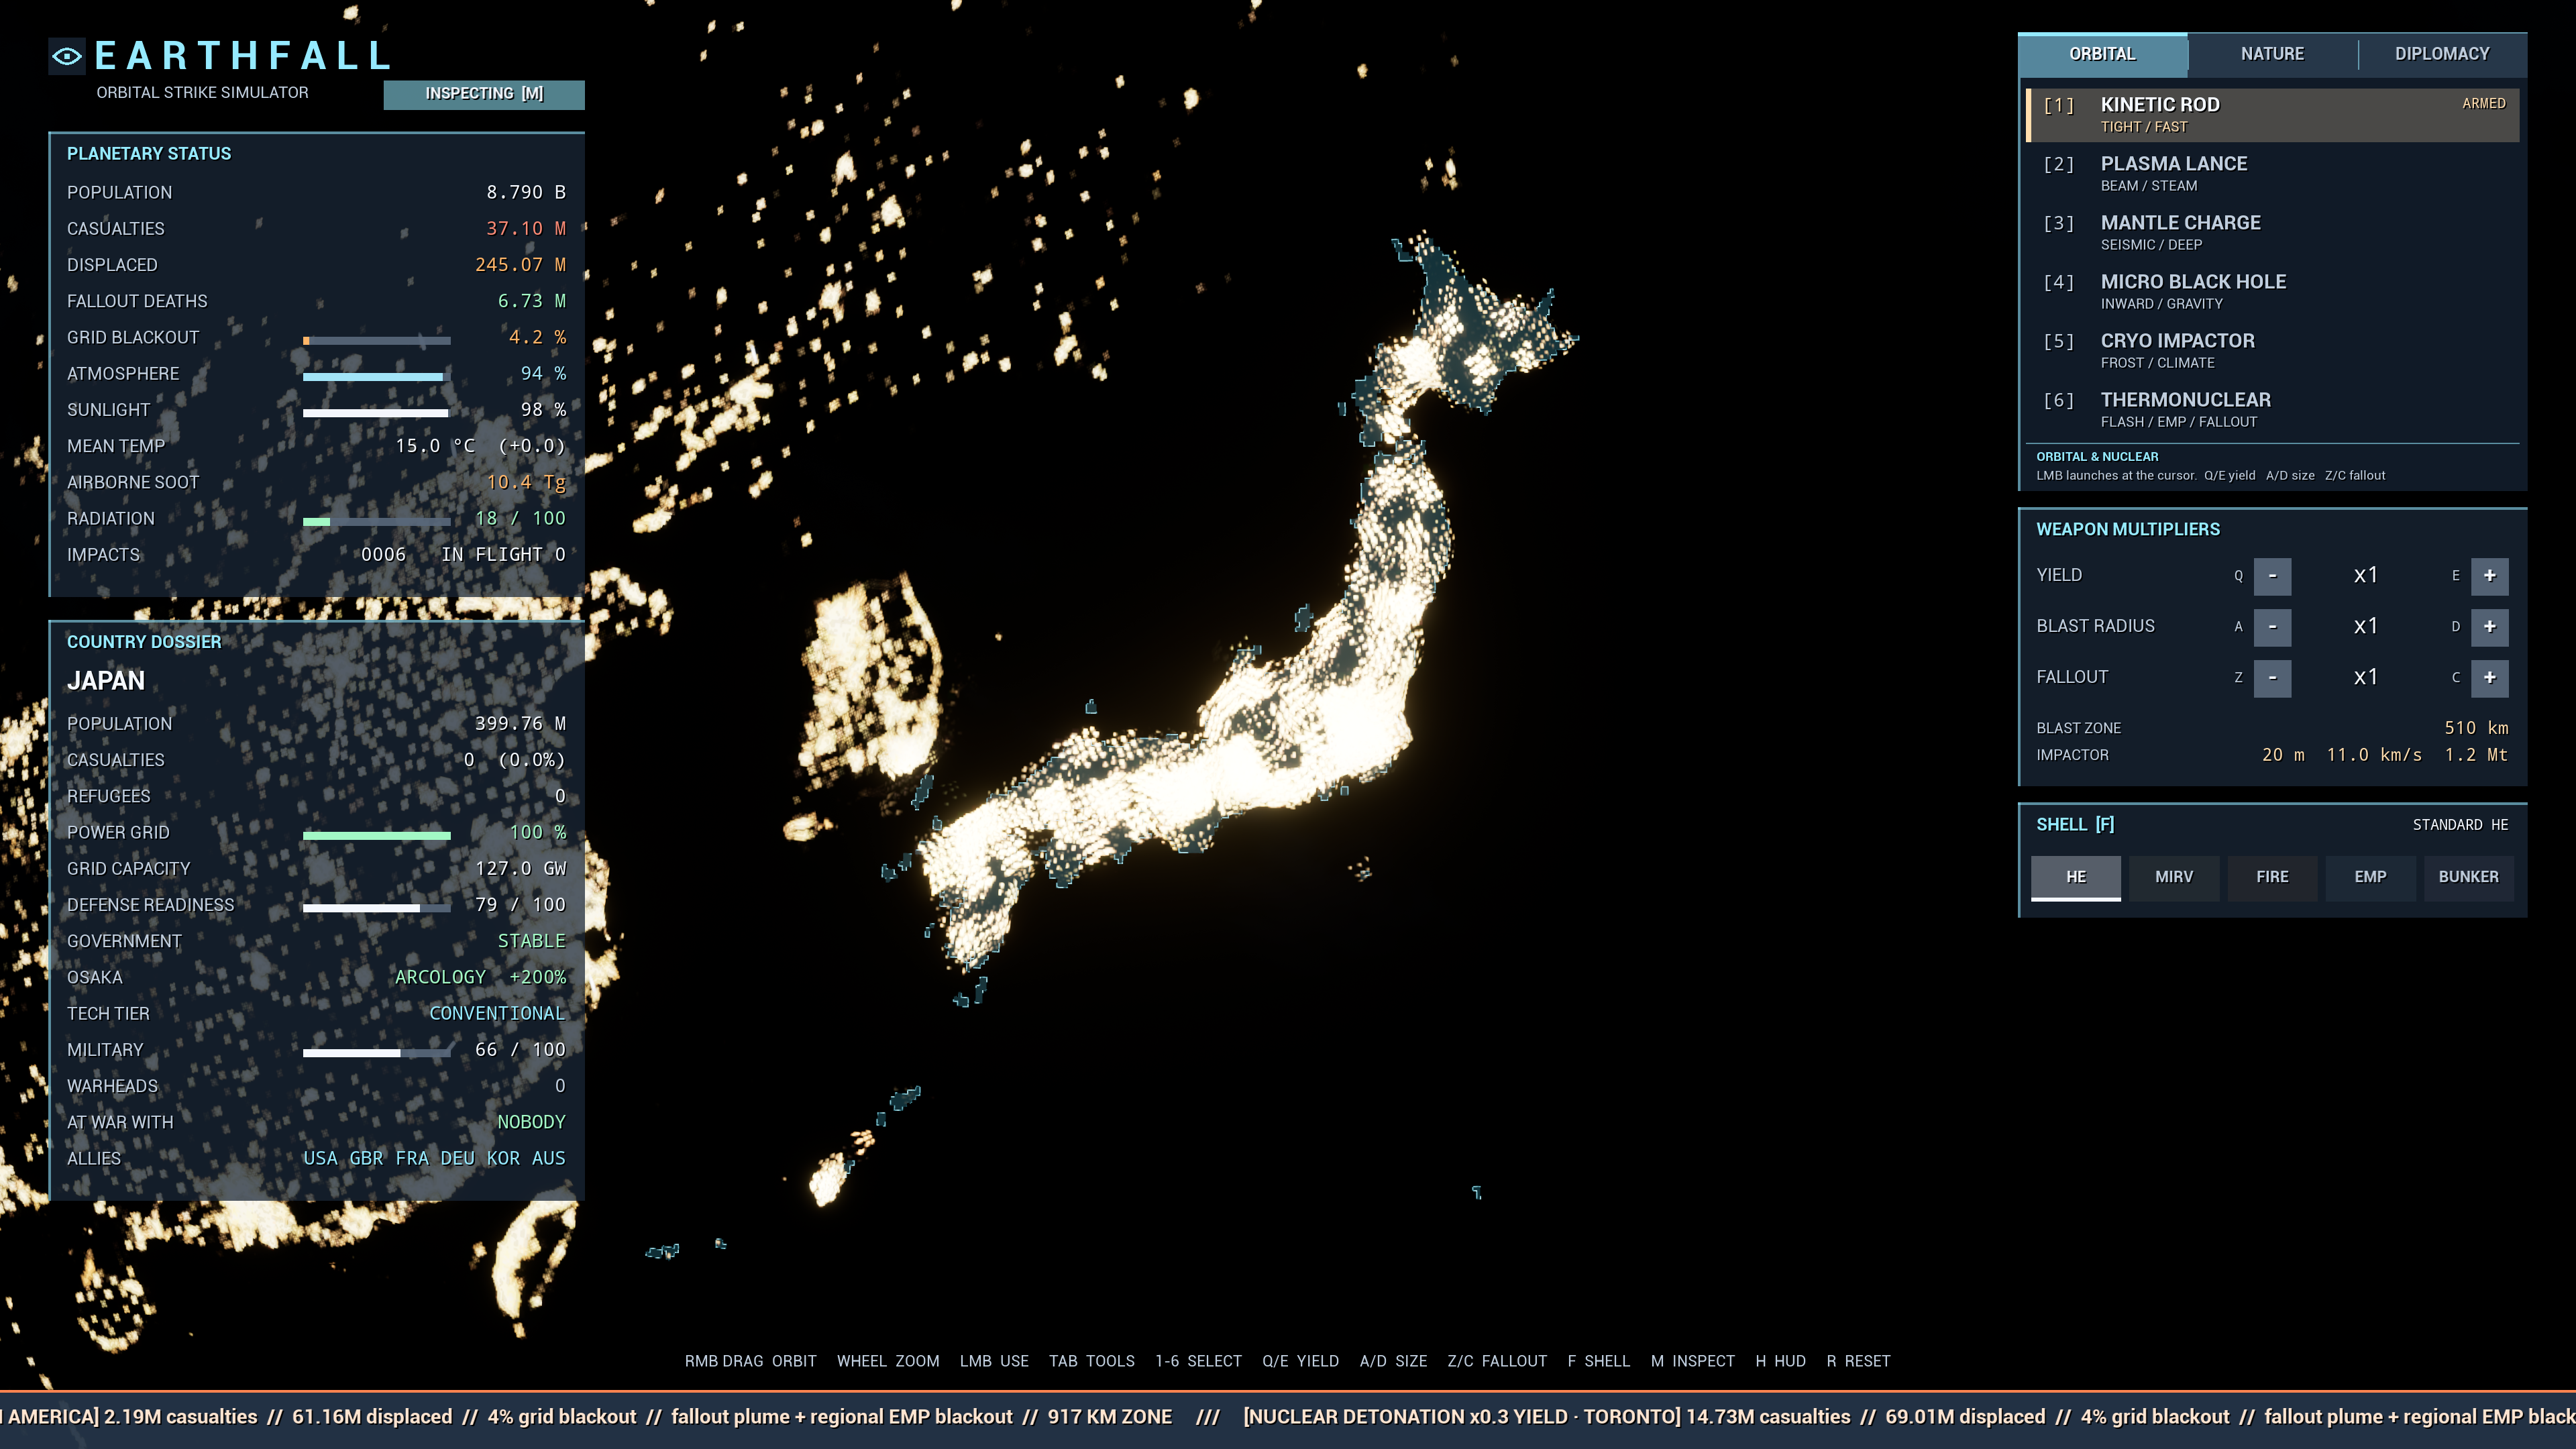 EARTHFALL
ORBITAL STRIKE SIMULATOR
INSPECTING [M]
PLANETARY STATUS
POPULATION 8.790 B
CASUALTIES 37.10 M
DISPLACED 245.07 M
FALLOUT DEATHS 6.73 M
GRID BLACKOUT 4.2 %
ATMOSPHERE 94 %
SUNLIGHT 98 %
MEAN TEMP 15.0 °C (+0.0)
AIRBORNE SOOT 10.4 Tg
RADIATION 18 / 100
IMPACTS 0006 IN FLIGHT 0
COUNTRY DOSSIER
JAPAN
POPULATION 399.76 M
CASUALTIES 0 (0.0%)
REFUGEES 0
POWER GRID 100 %
GRID CAPACITY 127.0 GW
DEFENSE READINESS 79 / 100
GOVERNMENT STABLE
OSAKA ARCOLOGY +200%
TECH TIER CONVENTIONAL
MILITARY 66 / 100
WARHEADS 0
AT WAR WITH NOBODY
ALLIES USA GBR FRA DEU KOR AUS
ORBITAL NATURE DIPLOMACY
[1] KINETIC ROD ARMED
TIGHT / FAST
[2] PLASMA LANCE
BEAM / STEAM
[3] MANTLE CHARGE
SEISMIC / DEEP
[4] MICRO BLACK HOLE
INWARD / GRAVITY
[5] CRYO IMPACTOR
FROST / CLIMATE
[6] THERMONUCLEAR
FLASH / EMP / FALLOUT
ORBITAL & NUCLEAR
LMB launches at the cursor. Q/E yield A/D size Z/C fallout
WEAPON MULTIPLIERS
YIELD Q - x1 E +
BLAST RADIUS A - x1 D +
FALLOUT Z - x1 C +
BLAST ZONE 510 km
IMPACTOR 20 m 11.0 km/s 1.2 Mt
SHELL [F] STANDARD HE
HE MIRV FIRE EMP BUNKER
RMB DRAG ORBIT WHEEL ZOOM LMB USE TAB TOOLS 1-6 SELECT Q/E YIELD A/D SIZE Z/C FALLOUT F SHELL M INSPECT H HUD R RESET
AMERICA] 2.19M casualties // 61.16M displaced // 4% grid blackout // fallout plume + regional EMP blackout // 917 KM ZONE /// [NUCLEAR DETONATION x0.3 YIELD · TORONTO] 14.73M casualties // 69.01M displaced // 4% grid blackout // fallout plume + regional EMP black